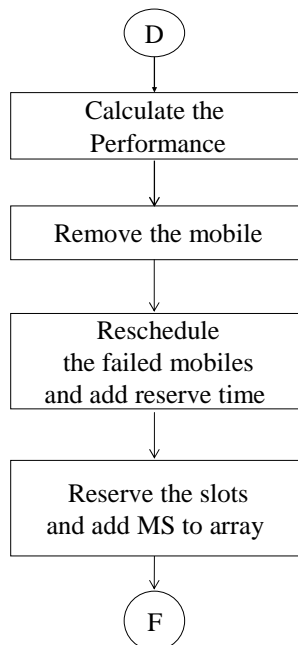 D
Calculate the
Performance
Remove the mobile
Reschedule
the failed mobiles
and add reserve time
Reserve the slots
and add MS to array
F